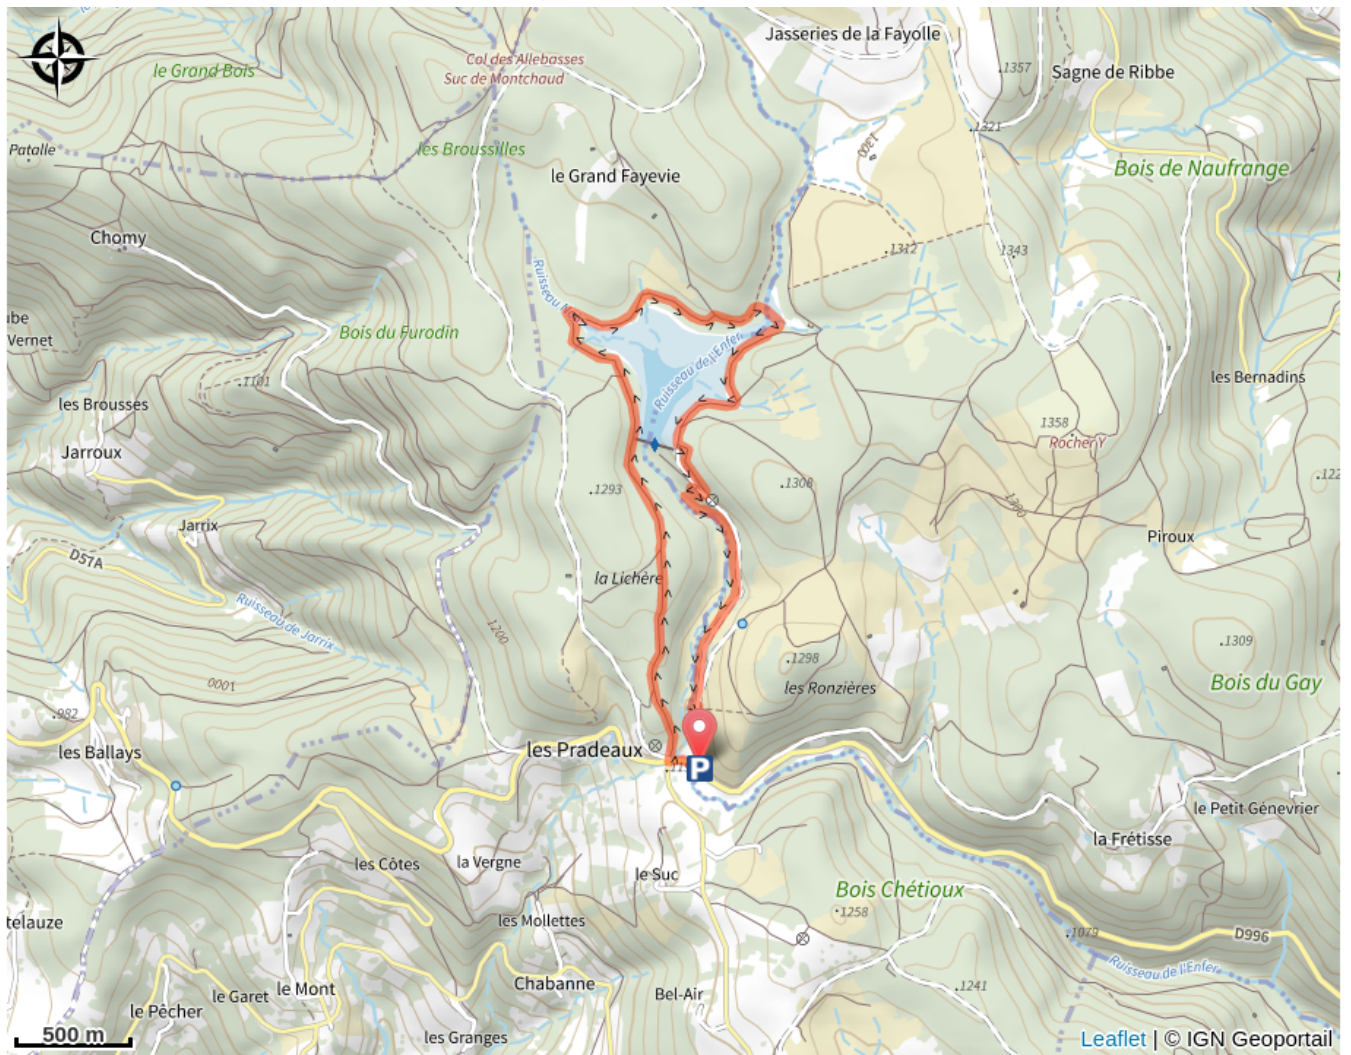 Jasseries de la Fayolle
Col des Allebasses
Suc de Montchaud
le Grand Bois
1357
Sagne de Ribbe
1321
Patalle
les Broussilles
le Grand Fayevie
1300
Bois de Naufrange
Chomy
1312
1343
Ruisseau
ube
Vernet
Bois du Furodin
Ruisseau de l'Enfer
1101
les Brousses
les Bernadins
1358
Rocher Y
Jarroux
1293
1308
122
1300
Jarrix
Piroux
D57A
la Lichère
Ruisseau de Jarrix
1200
1298
1309
1000
les Ronzières
Bois du Gay
982
les Ballays
les Pradeaux
P
le Petit Génevrier
la Frétisse
les Côtes
la Vergne
le Suc
Bois Chétioux
1258
telauze
les Mollettes
1079
D996
Ruisseau de l'Enfer
Chabanne
1241
le Mont
le Garet
Bel-Air
le Pêcher
les Granges
500 m
Leaflet | © IGN Geoportail